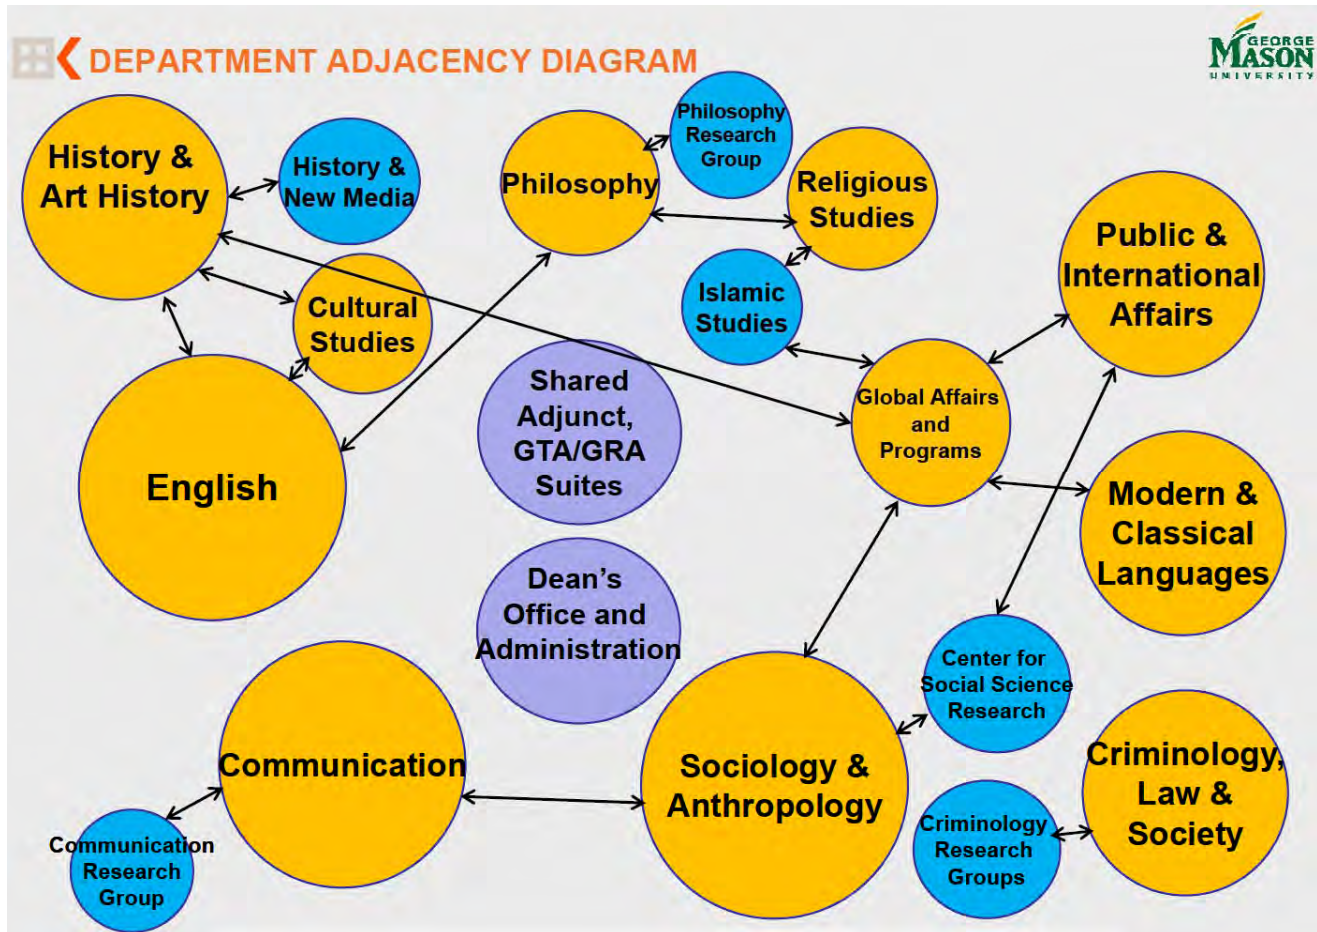 DEPARTMENT ADJACENCY DIAGRAM
GEORGE
MASON
UNIVERSITY
History &
Art History
History &
New Media
Philosophy
Philosophy
Research
Group
Religious
Studies
Public &
International
Affairs
Cultural
Studies
Islamic
Studies
Shared
Adjunct,
GTA/GRA
Suites
Global Affairs
and
Programs
English
Modern &
Classical
Languages
Dean's
Office and
Administration
Center for
Social Science
Research
Communication
Sociology &
Anthropology
Criminology,
Law &
Society
Communication
Research
Group
Criminology
Research
Groups